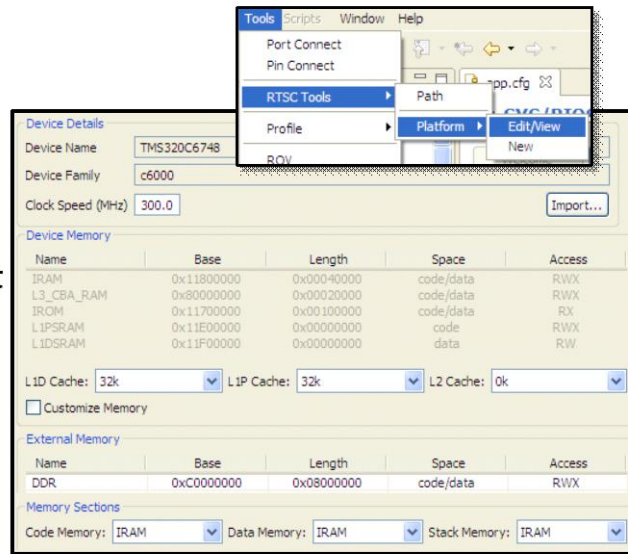 Tools Scripts Window Help
Port Connect
Pin Connect
RTSC Tools
Path
app.cfg
Profile
Platform
Edit/View
New
ROV
Device Details
Device Name TMS320C6748
Device Family c6000
Clock Speed (MHz) 300.0 Import...
Device Memory
Name Base Length Space Access
IRAM 0x11800000 0x00040000 code/data RWX
L3_CBA_RAM 0x80000000 0x00020000 code/data RWX
IROM 0x11700000 0x00100000 code/data RX
L1PSRAM 0x11E00000 0x00000000 code RWX
L1DSRAM 0x11F00000 0x00000000 data RW
L1D Cache: 32k L1P Cache: 32k L2 Cache: 0k
Customize Memory
External Memory
Name Base Length Space Access
DDR 0xC0000000 0x08000000 code/data RWX
Memory Sections
Code Memory: IRAM Data Memory: IRAM Stack Memory: IRAM